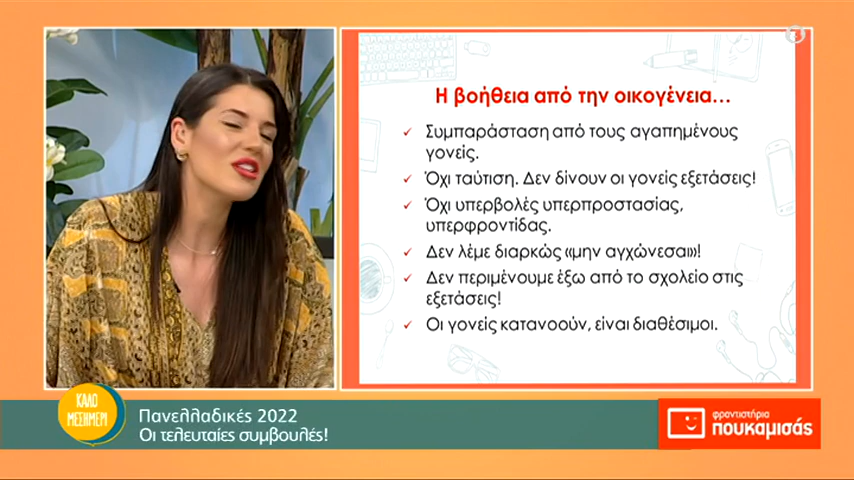 Η βοήθεια από την οικογένεια...
Συμπαράσταση από τους αγαπημένους
γονείς.
Όχι ταύτιση. Δεν δίνουν οι γονείς εξετάσεις!
Όχι υπερβολές υπερπροστασίας,
υπερφροντίδας.
Δεν λέμε διαρκώς «μην αγχώνεσαι»!
Δεν περιμένουμε έξω από το σχολείο στις
εξετάσεις!
Οι γονείς κατανοούν, είναι διαθέσιμοι.
ΚΑΛΟ
ΜΕΣΗΜΕΡΙ
Πανελλαδικές 2022
Οι τελευταίες συμβουλές!
φροντιστήρια
πουκαμισάς